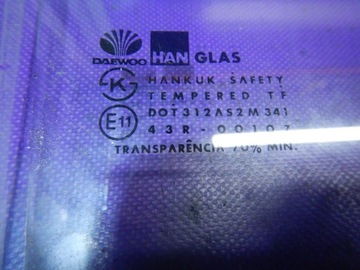 DAEWOO HAN GLAS
K HANKUK SAFETY
TEMPERED TF
DOT312AS2M341
E11 43R-00107
TRANSPARÊNCIA 70% MIN.